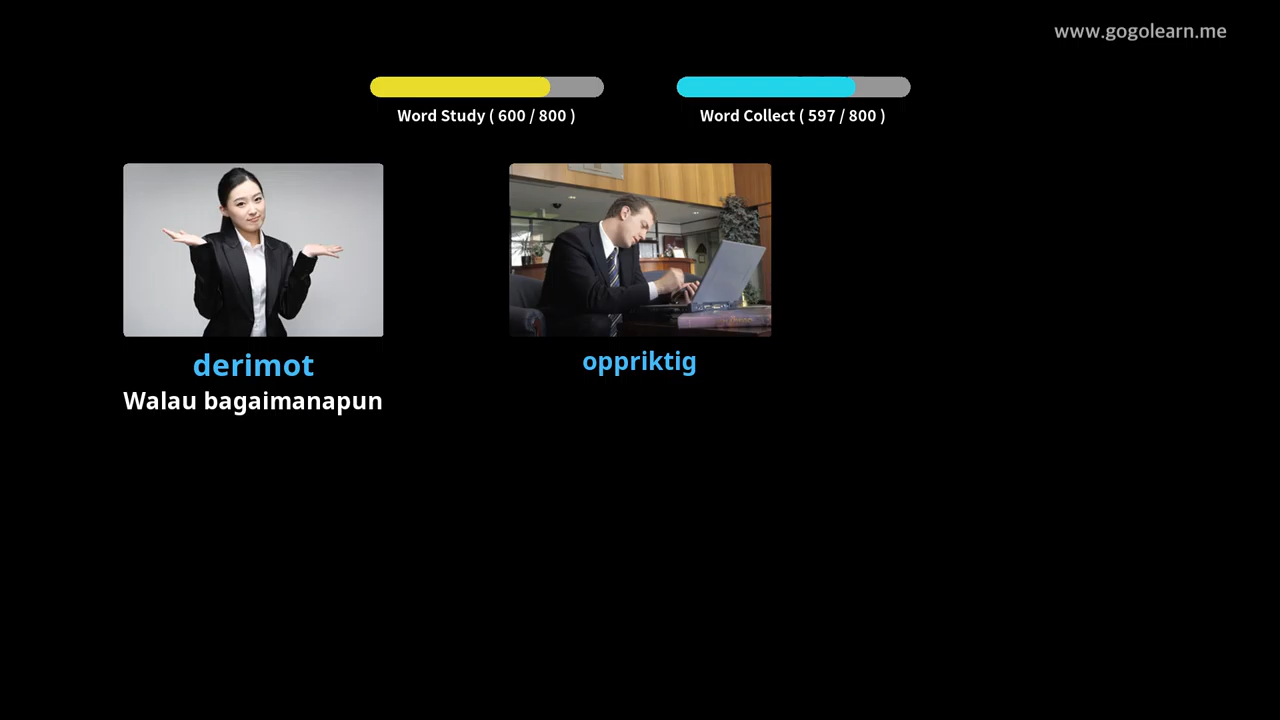 www.gogolearn.me
Word Study ( 600 / 800 )
Word Collect ( 597 / 800 )
derimot
Walau bagaimanapun
oppriktig